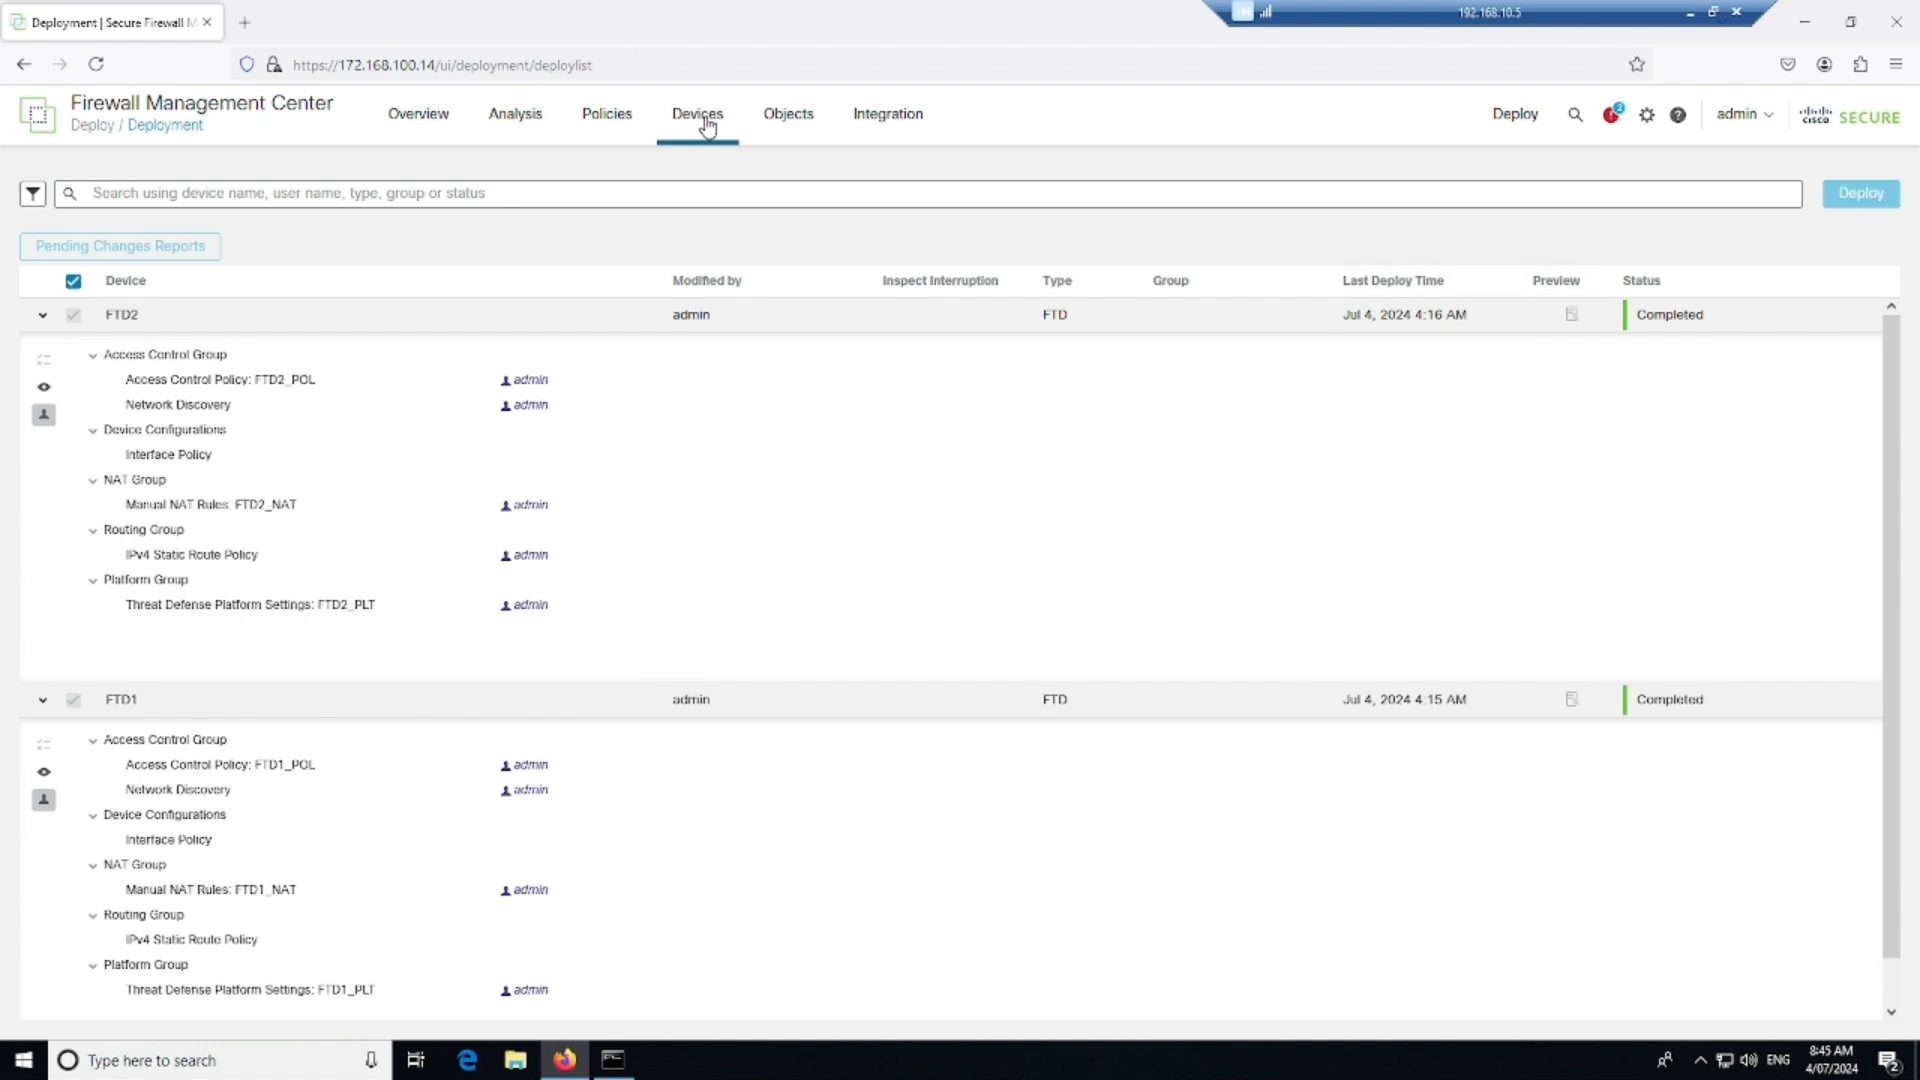 Deployment | Secure Firewall M
192.168.10.5
https://172.168.100.14/ui/deployment/deploylist
Firewall Management Center
Deploy / Deployment
Overview
Analysis
Policies
Devices
Objects
Integration
Deploy
2
admin
cisco SECURE
Search using device name, user name, type, group or status
Deploy
Pending Changes Reports
Device Modified by Inspect Interruption Type Group Last Deploy Time Preview Status
FTD2 admin FTD Jul 4, 2024 4:16 AM Completed
Access Control Group
Access Control Policy: FTD2_POL admin
Network Discovery admin
Device Configurations
Interface Policy
NAT Group
Manual NAT Rules: FTD2_NAT admin
Routing Group
IPv4 Static Route Policy admin
Platform Group
Threat Defense Platform Settings: FTD2_PLT admin
FTD1 admin FTD Jul 4, 2024 4:15 AM Completed
Access Control Group
Access Control Policy: FTD1_POL admin
Network Discovery admin
Device Configurations
Interface Policy
NAT Group
Manual NAT Rules: FTD1_NAT admin
Routing Group
IPv4 Static Route Policy
Platform Group
Threat Defense Platform Settings: FTD1_PLT admin
Type here to search
ENG
8:45 AM
4/07/2024
2